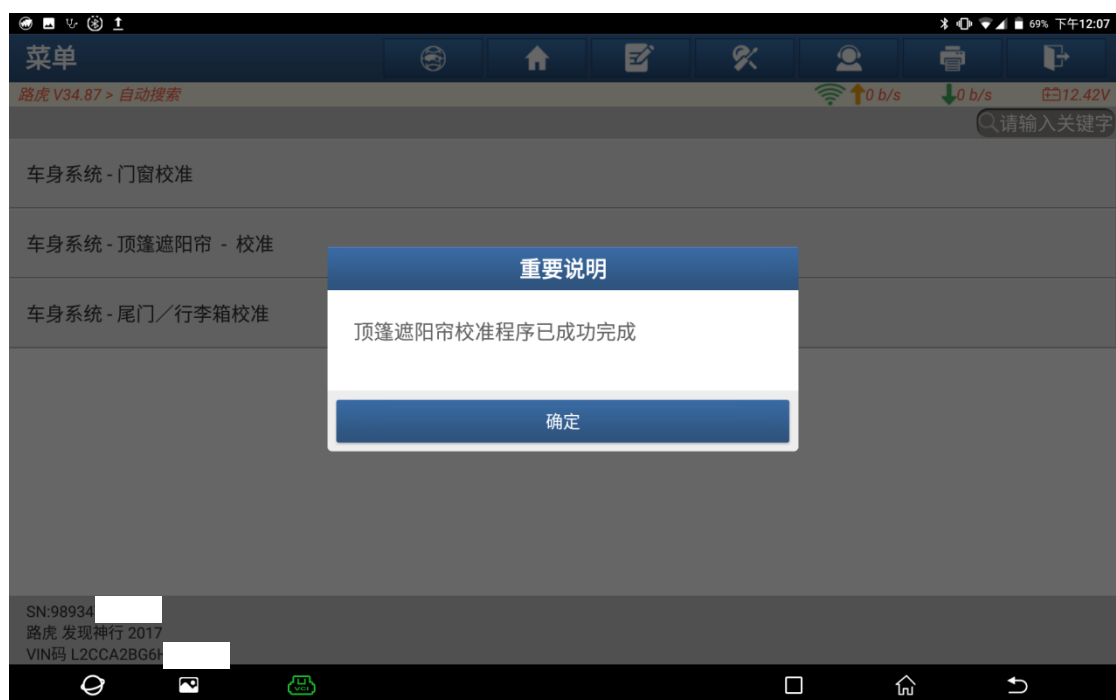 69% 下午12:07
菜单
路虎 V34.87 > 自动搜索
0 b/s
0 b/s
12.42V
请输入关键字
车身系统 - 门窗校准
车身系统 - 顶篷遮阳帘 - 校准
车身系统 - 尾门／行李箱校准
重要说明
顶篷遮阳帘校准程序已成功完成
确定
SN:98934
路虎 发现神行 2017
VIN码 L2CCA2BG6H
VCI